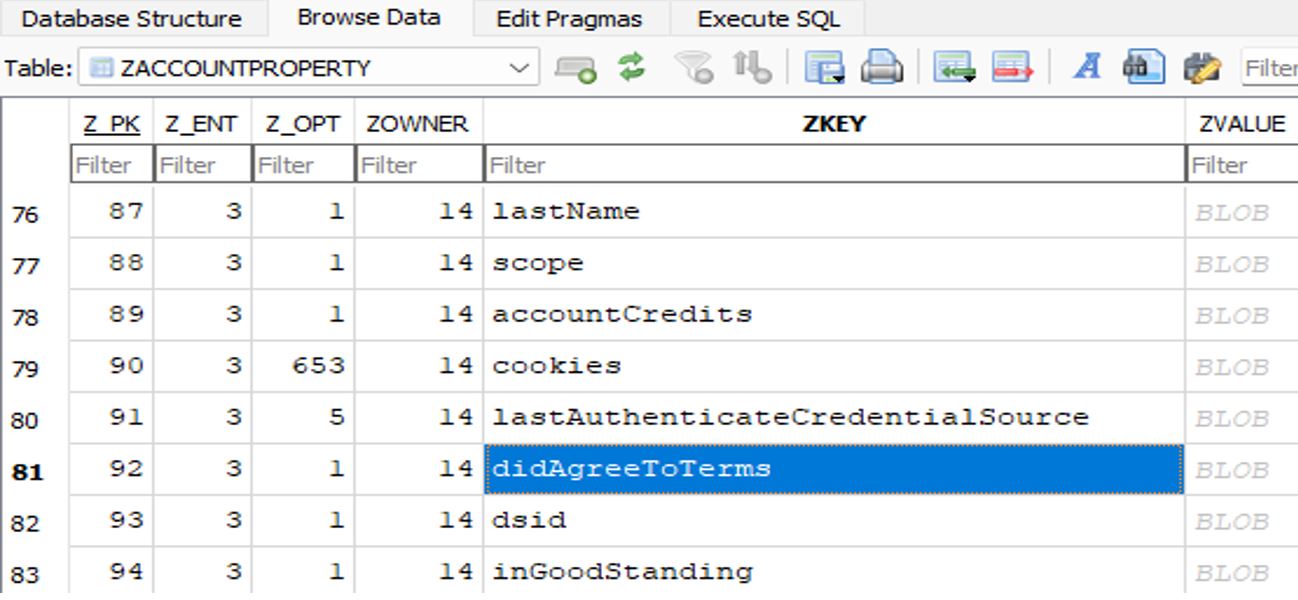 Database Structure Browse Data Edit Pragmas Execute SQL
Table: ZACCOUNTPROPERTY Filter
Z_PK Z_ENT Z_OPT ZOWNER ZKEY ZVALUE
Filter Filter Filter Filter Filter Filter
76 87 3 1 14 lastName BLOB
77 88 3 1 14 scope BLOB
78 89 3 1 14 accountCredits BLOB
79 90 3 653 14 cookies BLOB
80 91 3 5 14 lastAuthenticateCredentialSource BLOB
81 92 3 1 14 didAgreeToTerms BLOB
82 93 3 1 14 dsid BLOB
83 94 3 1 14 inGoodStanding BLOB